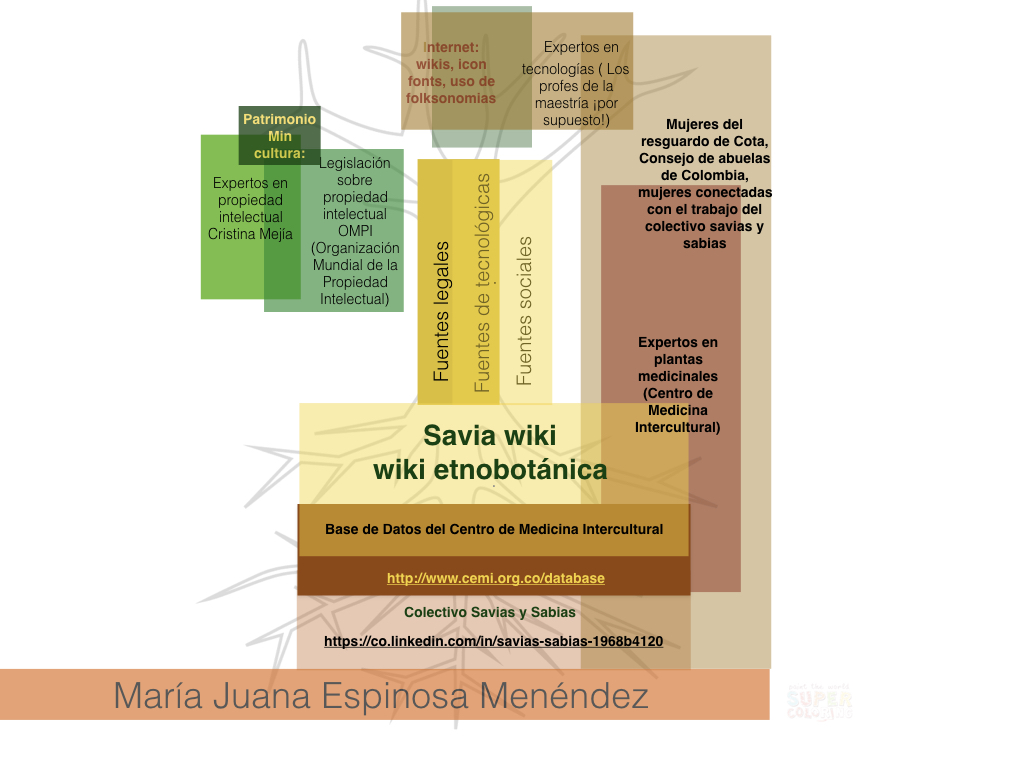 Internet:
wikis, icon
fonts, uso de
folksonomias
Expertos en
tecnologías ( Los
profes de la
maestría ¡por
supuesto!)
Patrimonio
Min
cultura:
Expertos en
propiedad
intelectual
Cristina Mejía
Legislación
sobre
propiedad
intelectual
OMPI
(Organización
Mundial de la
Propiedad
Intelectual)
Fuentes legales
Fuentes de tecnológicas
Fuentes sociales
Mujeres del
resguardo de Cota,
Consejo de abuelas
de Colombia,
mujeres conectadas
con el trabajo del
colectivo savias y
sabias
Expertos en
plantas
medicinales
(Centro de
Medicina
Intercultural)
Savia wiki
wiki etnobotánica
Base de Datos del Centro de Medicina Intercultural
http://www.cemi.org.co/database
Colectivo Savias y Sabias
https://co.linkedin.com/in/savias-sabias-1968b4120
María Juana Espinosa Menéndez
SUPER